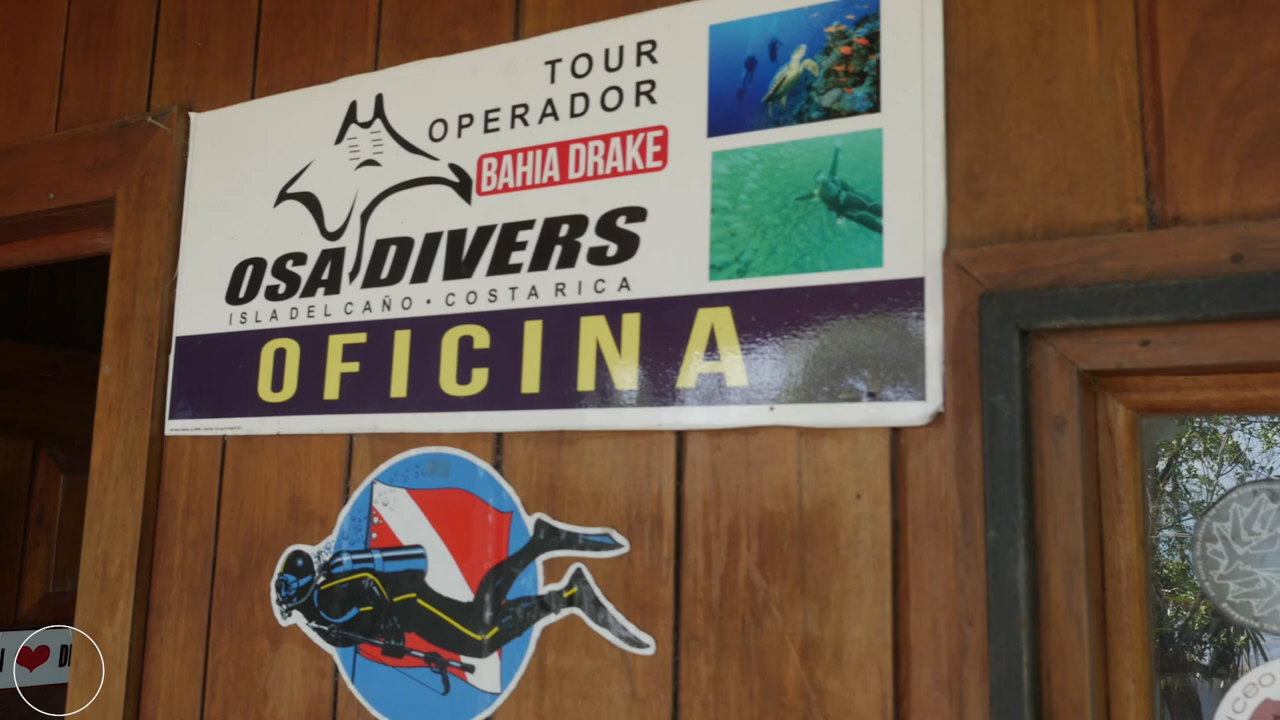 TOUR
OPERADOR
BAHIA DRAKE
OSA DIVERS
ISLA DEL CAÑO • COSTA RICA
OFICINA